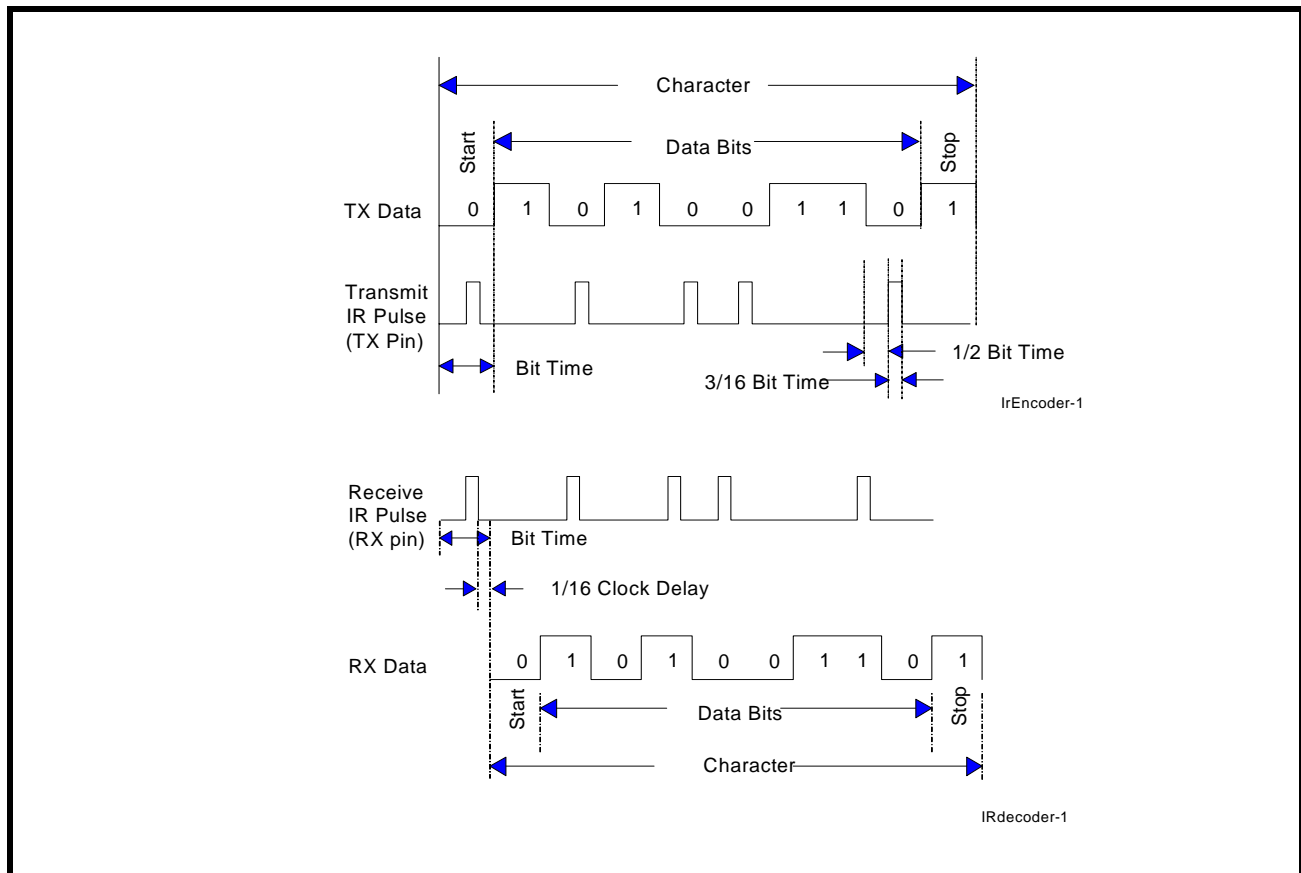 Character
Start
Data Bits
Stop
TX Data
0 1 0 1 0 0 1 1 0 1
Transmit
IR Pulse
(TX Pin)
Bit Time
1/2 Bit Time
3/16 Bit Time
IrEncoder-1
Receive
IR Pulse
(RX pin)
Bit Time
1/16 Clock Delay
RX Data
0 1 0 1 0 0 1 1 0 1
Start
Data Bits
Stop
Character
IRdecoder-1